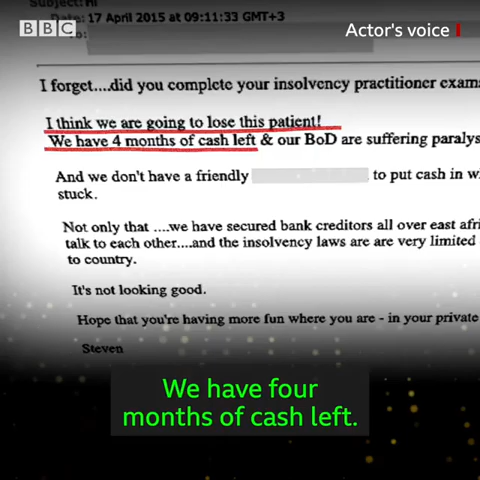 BBC
Actor's voice
Subject: Hi
Date: 17 April 2015 at 09:11:33 GMT+3
I forget....did you complete your insolvency practitioner exam
I think we are going to lose this patient!
We have 4 months of cash left & our BoD are suffering paralys
And we don't have a friendly to put cash in w
stuck.
Not only that ....we have secured bank creditors all over east afri
talk to each other....and the insolvency laws are are very limited
to country.
It's not looking good.
Hope that you're having more fun where you are - in your private
Steven
We have four
months of cash left.